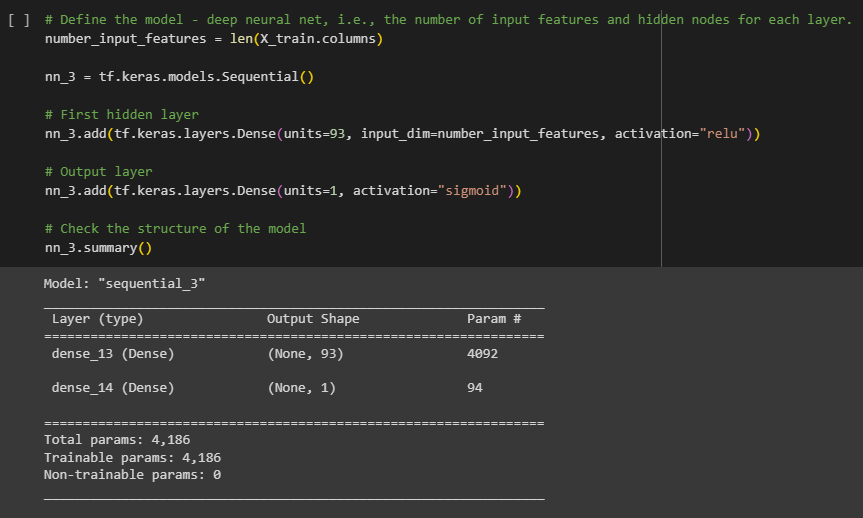 [ ] # Define the model - deep neural net, i.e., the number of input features and hidden nodes for each layer.
number_input_features = len(X_train.columns)
nn_3 = tf.keras.models.Sequential()
# First hidden layer
nn_3.add(tf.keras.layers.Dense(units=93, input_dim=number_input_features, activation="relu"))
# Output layer
nn_3.add(tf.keras.layers.Dense(units=1, activation="sigmoid"))
# Check the structure of the model
nn_3.summary()
Model: "sequential_3"
_________________________________________________________________
Layer (type) Output Shape Param #
=================================================================
dense_13 (Dense) (None, 93) 4092
dense_14 (Dense) (None, 1) 94
=================================================================
Total params: 4,186
Trainable params: 4,186
Non-trainable params: 0
_________________________________________________________________